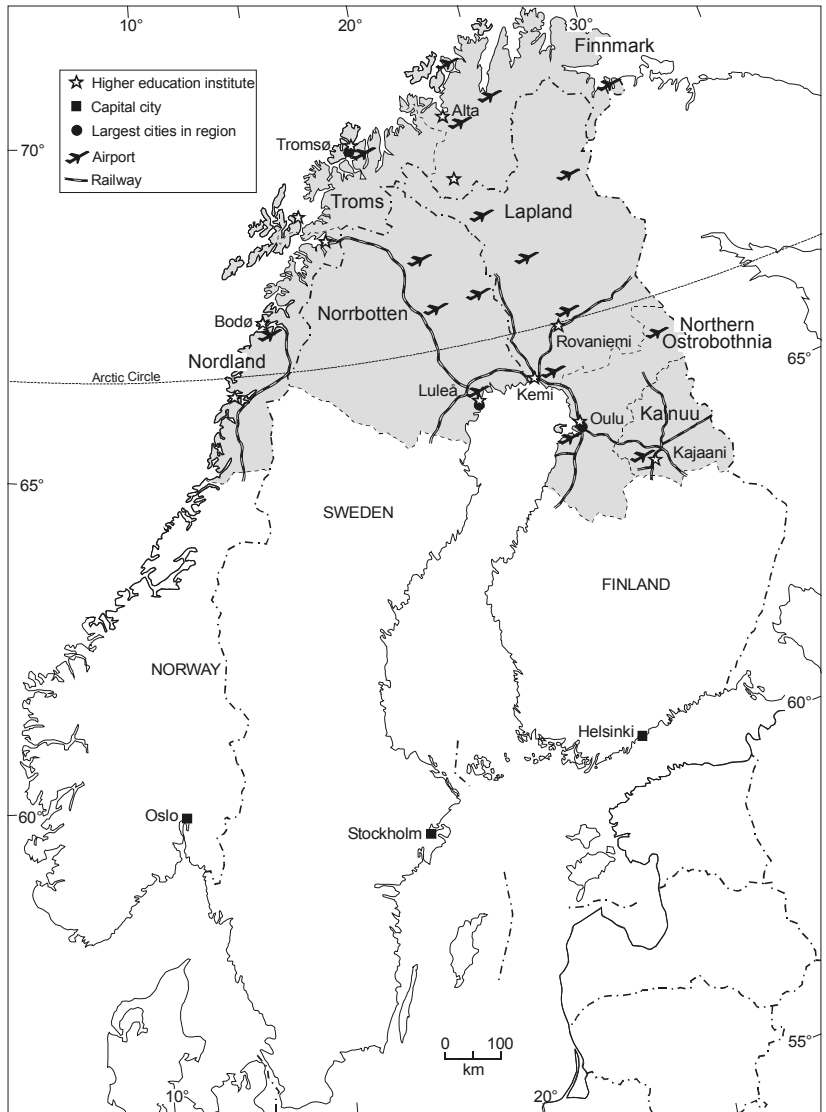 10°
20°
30°
Finnmark
Higher education institute
Capital city
Largest cities in region
Airport
Railway
Alta
Tromsø
70°
Troms
Lapland
Norrbotten
Bodø
Nordland
Rovaniemi
Northern
Ostrobothnia
65°
Arctic Circle
Luleå
Kemi
Oulu
Kainuu
Kajaani
65°
SWEDEN
FINLAND
NORWAY
60°
Helsinki
60°
Oslo
Stockholm
0 100
km
55°
10°
20°